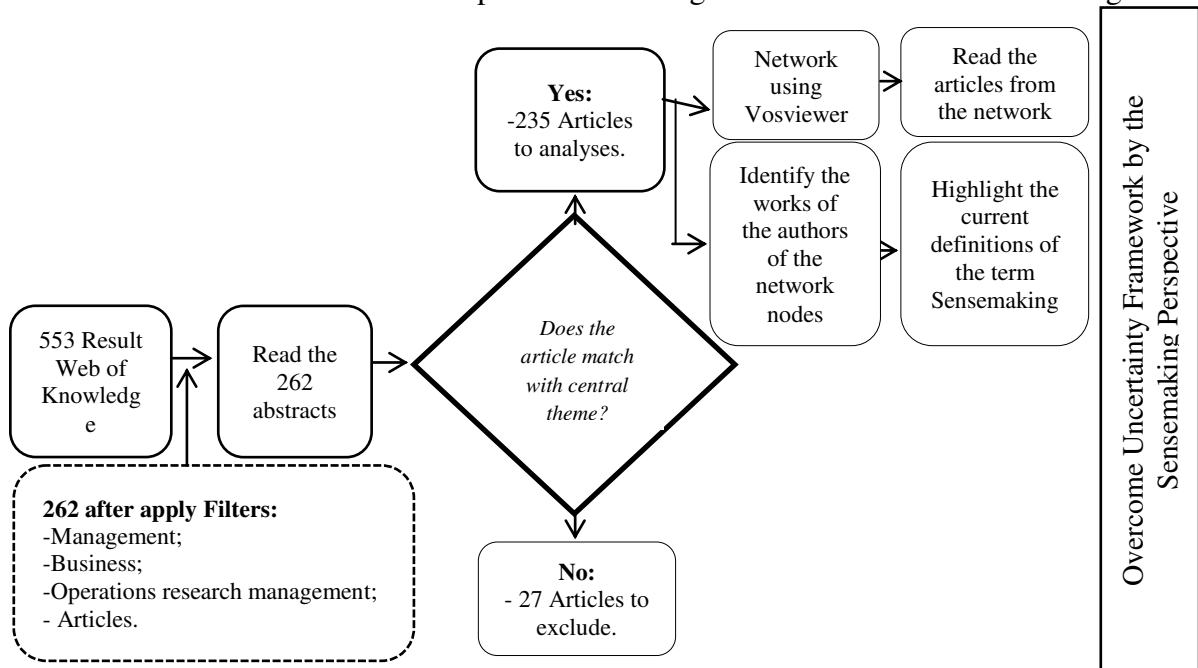 553 Result
Web of
Knowledg
e
Read the
262
abstracts
262 after apply Filters:
-Management;
-Business;
-Operations research management;
- Articles.
Does the
article match
with central
theme?
Yes:
-235 Articles
to analyses.
No:
- 27 Articles to
exclude.
Network
using
Vosviewer
Read the
articles from
the network
Identify the
works of
the authors
of the
network
nodes
Highlight the
current
definitions of
the term
Sensemaking
Overcome Uncertainty Framework by the
Sensemaking Perspective